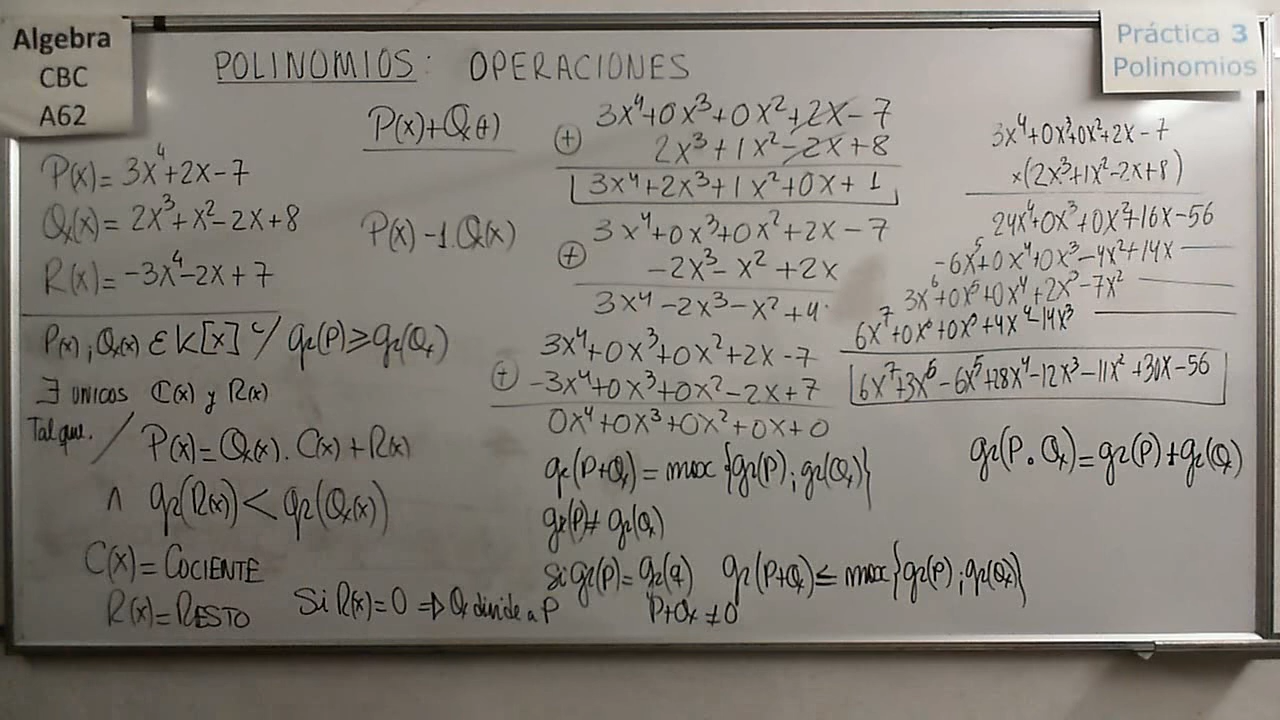 Algebra
CBC
A62
Práctica 3
Polinomios
POLINOMIOS: OPERACIONES
P(x) = 3x⁴+2x-7
Q(x) = 2x³+x²-2x+8
R(x) = -3x⁴-2x+7
P(x); Q(x) ∈ K[x] c/ gr(P) ≥ gr(Q)
∃ unicos C(x) y R(x)
Tal que. / P(x) = Q(x) . C(x) + R(x)
∧ gr(R(x)) < gr(Q(x))
C(x) = COCIENTE
R(x) = RESTO
Si R(x) = 0 ⇒ Q divide a P
P(x)+Q(x)
P(x)-1.Q(x)
3x⁴+0x³+0x²+2x-7
(+) 2x³+1x²-2x+8
3x⁴+2x³+1x²+0x+1
3x⁴+0x³+0x²+2x-7
(+) -2x³-x²+2x
3x⁴-2x³-x²+4
3x⁴+0x³+0x²+2x-7
(+) -3x⁴+0x³+0x²-2x+7
0x⁴+0x³+0x²+0x+0
gr(P+Q) = max {gr(P); gr(Q)}
gr(P) ≠ gr(Q)
si gr(P) = gr(q) gr(P+Q) ≤ max {gr(P); gr(Q)}
P+Q ≠ 0
3x⁴+0x³+0x²+2x-7
x(2x³+1x²-2x+8)
24x⁴+0x³+0x²+16x-56
-6x⁵+0x⁴+0x³-4x²+14x
3x⁶+0x⁵+0x⁴+2x³-7x²
6x⁷+0x⁶+0x⁵+4x⁴-14x³
6x⁷+3x⁶-6x⁵+28x⁴-12x³-11x²+30x-56
gr(P.Q) = gr(P)+gr(Q)